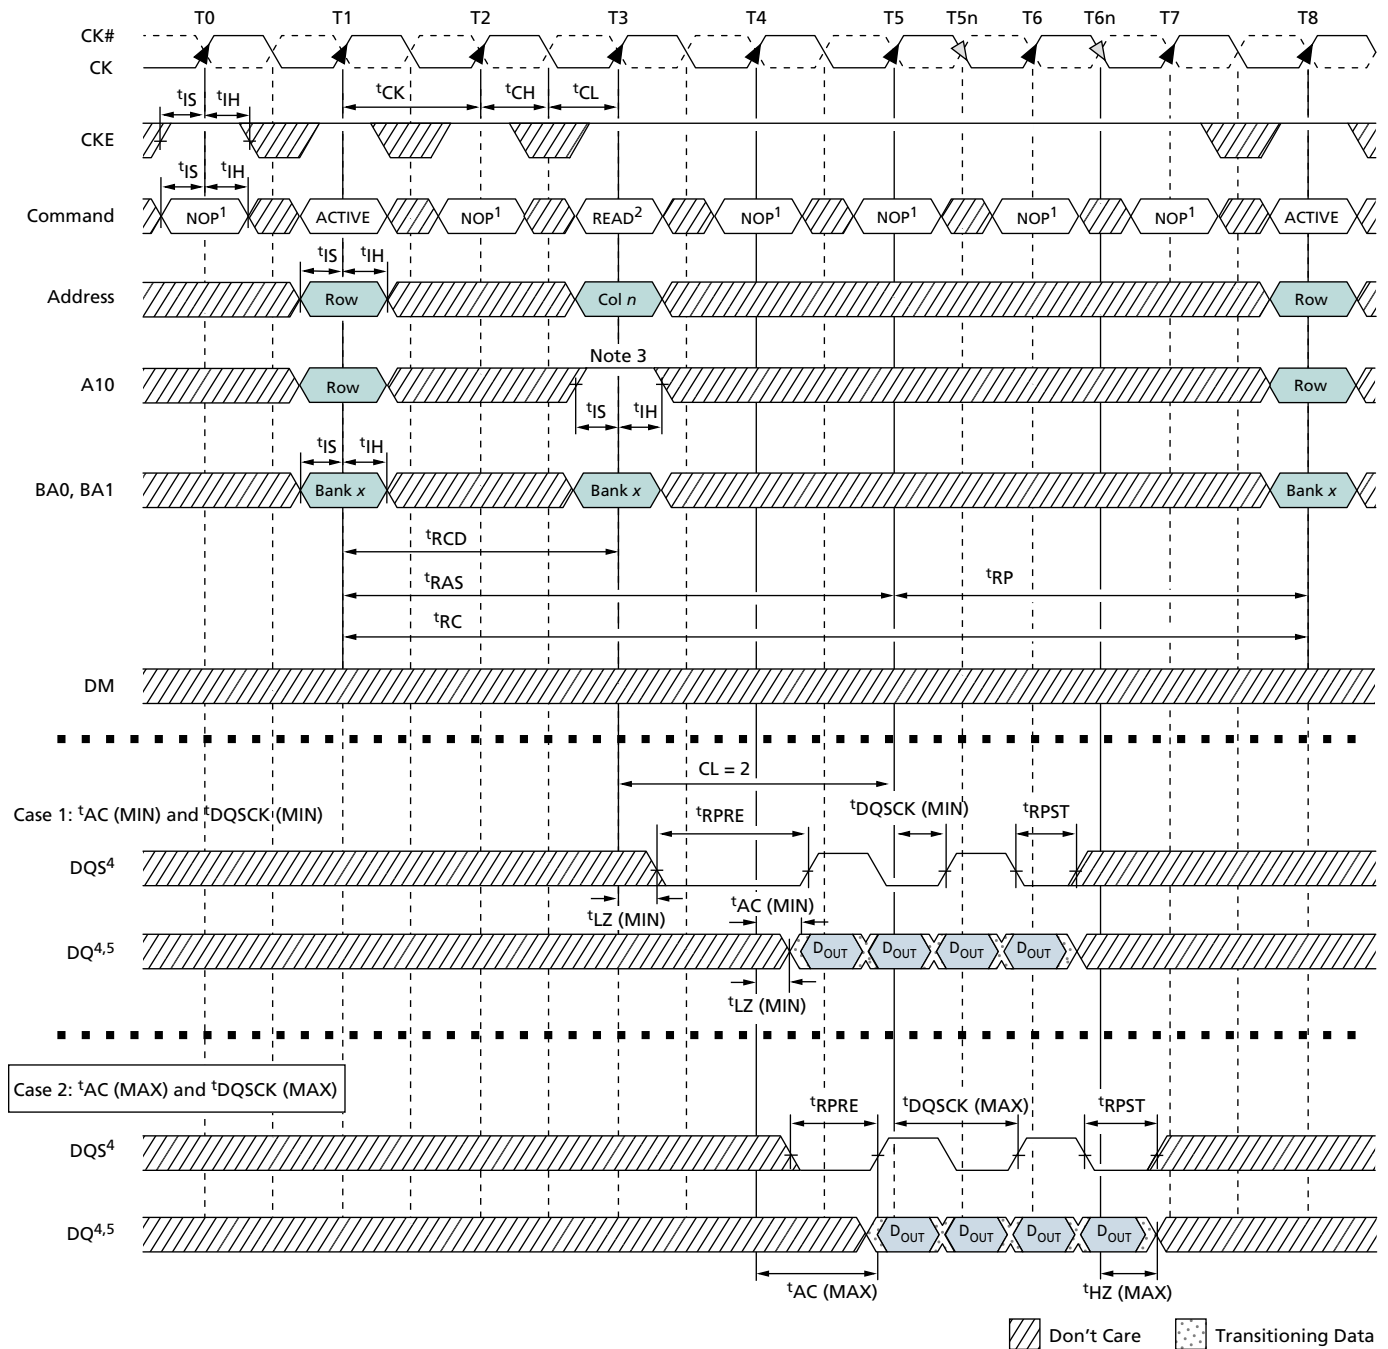 T0 T1 T2 T3 T4 T5 T5n T6 T6n T7 T8
CK#
CK
tIS tIH tCK tCH tCL
CKE
tIS tIH
Command NOP1 ACTIVE NOP1 READ2 NOP1 NOP1 NOP1 NOP1 ACTIVE
tIS tIH
Address Row Col n Row
Note 3
A10 Row Row
tIS tIH
tIS tIH
BA0, BA1 Bank x Bank x Bank x
tRCD
tRAS tRP
tRC
DM
CL = 2
Case 1: tAC (MIN) and tDQSCK (MIN)
tRPRE tDQSCK (MIN) tRPST
DQS4
tLZ (MIN) tAC (MIN)
DQ4,5 DOUT DOUT DOUT DOUT
tLZ (MIN)
Case 2: tAC (MAX) and tDQSCK (MAX)
tRPRE tDQSCK (MAX) tRPST
DQS4
DQ4,5 DOUT DOUT DOUT DOUT
tAC (MAX) tHZ (MAX)
Don't Care Transitioning Data